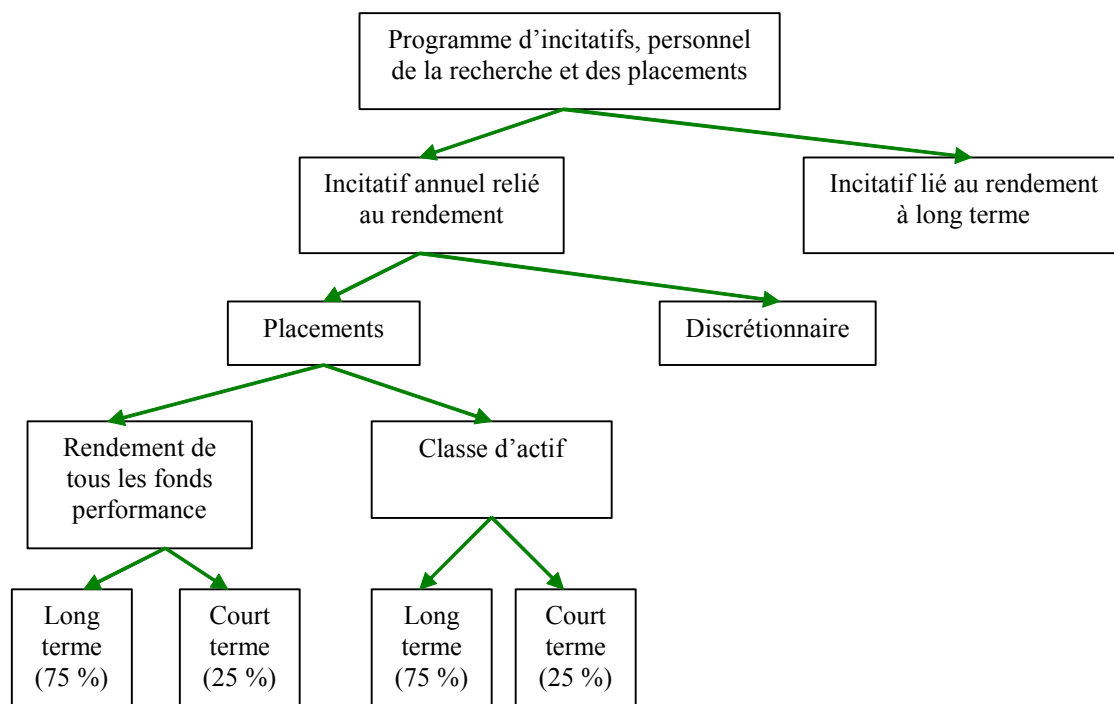 Programme d'incitatifs, personnel
de la recherche et des placements
Incitatif annuel relié
au rendement
Incitatif lié au rendement
à long terme
Placements
Discrétionnaire
Rendement de
tous les fonds
performance
Classe d'actif
Long
terme
(75 %)
Court
terme
(25 %)
Long
terme
(75 %)
Court
terme
(25 %)